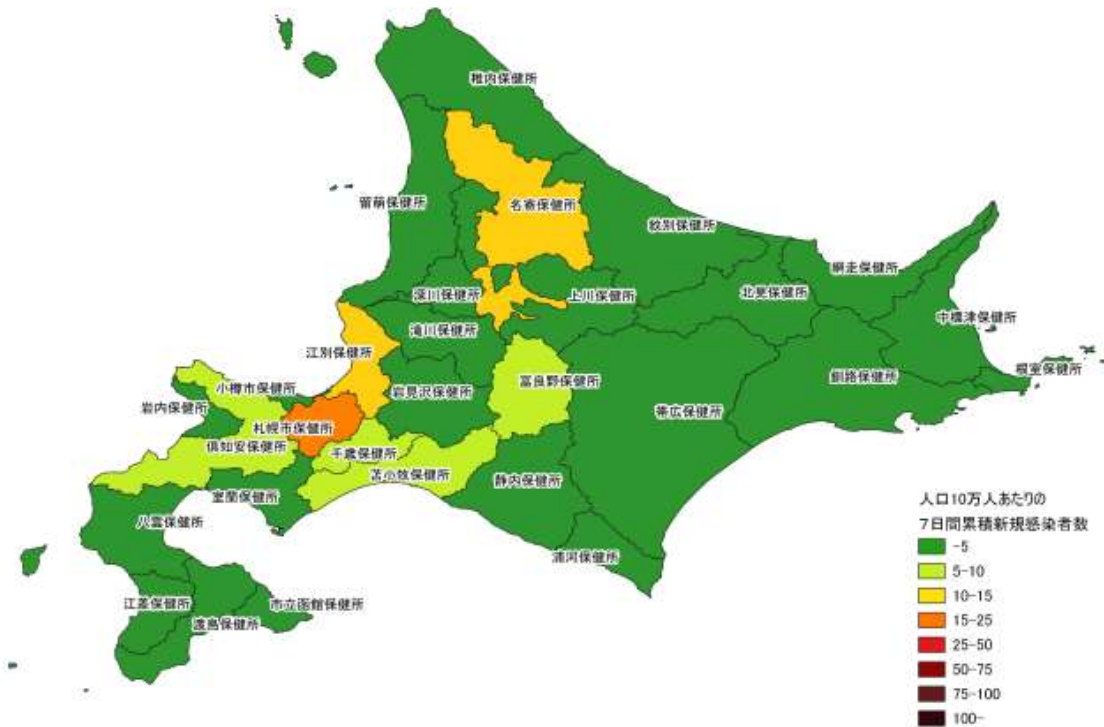 稚内保健所
名寄保健所
留萌保健所
紋別保健所
網走保健所
深川保健所
上川保健所
北見保健所
中標津保健所
滝川保健所
江別保健所
根室保健所
小樽市保健所
岩見沢保健所
富良野保健所
釧路保健所
岩内保健所
帯広保健所
札幌市保健所
倶知安保健所
千歳保健所
苫小牧保健所
静内保健所
室蘭保健所
八雲保健所
浦河保健所
江差保健所
市立函館保健所
渡島保健所
人口10万人あたりの
7日間累積新規感染者数
-5
5-10
10-15
15-25
25-50
50-75
75-100
100-